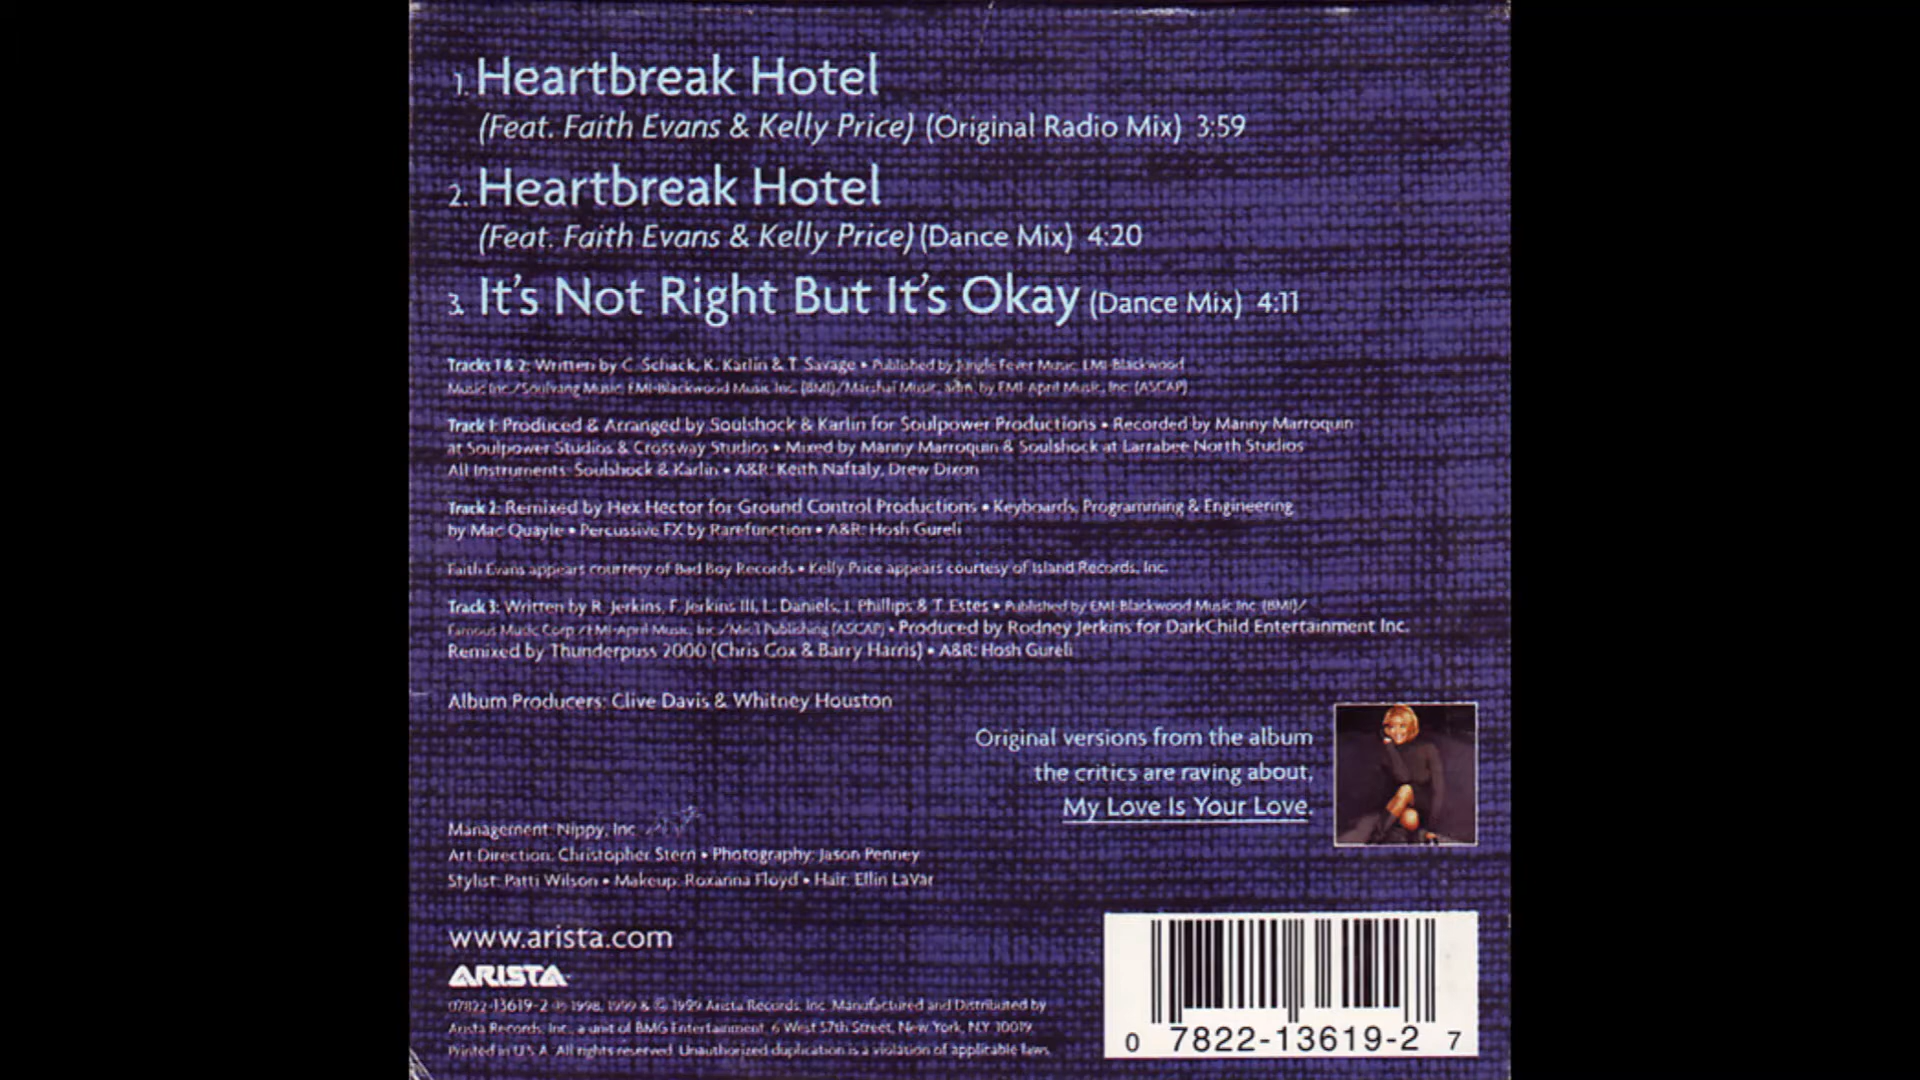 1. Heartbreak Hotel
(Feat. Faith Evans & Kelly Price) (Original Radio Mix) 3:59
2. Heartbreak Hotel
(Feat. Faith Evans & Kelly Price) (Dance Mix) 4:20
3. It's Not Right But It's Okay (Dance Mix) 4:11
Tracks 1 & 2: Written by C. Schack, K. Karlin & T. Savage • Published by Jungle Fever Music, EMI-Blackwood
Music Inc./Soulvang Music, EMI-Blackwood Music Inc. (BMI)/Marshai Music, adm. by EMI April Music, Inc. (ASCAP)
Track 1: Produced & Arranged by Soulshock & Karlin for Soulpower Productions • Recorded by Manny Marroquin
at Soulpower Studios & Crossway Studios • Mixed by Manny Marroquin & Soulshock at Larrabee North Studios
All Instruments: Soulshock & Karlin • A&R: Keith Naftaly, Drew Dixon
Track 2: Remixed by Hex Hector for Ground Control Productions • Keyboards, Programming & Engineering
by Mac Quayle • Percussive FX by Rarefunction • A&R: Hosh Gureli
Faith Evans appears courtesy of Bad Boy Records • Kelly Price appears courtesy of Island Records, Inc.
Track 3: Written by R. Jerkins, F. Jerkins III, L. Daniels, I. Phillips & T. Estes • Published by EMI Blackwood Music Inc. (BMI)/
Famous Music Corp./EMI-April Music, Inc./Mic'l Publishing (ASCAP) • Produced by Rodney Jerkins for DarkChild Entertainment Inc.
Remixed by Thunderpuss 2000 (Chris Cox & Barry Harris) • A&R: Hosh Gureli
Album Producers: Clive Davis & Whitney Houston
Original versions from the album
the critics are raving about,
My Love Is Your Love.
Management: Nippy, Inc.
Art Direction: Christopher Stern • Photography: Jason Penney
Stylist: Patti Wilson • Makeup: Roxanna Floyd • Hair: Ellin LaVar
www.arista.com
ARISTA
07822-13619-2 ℗ 1998, 1999 & © 1999 Arista Records, Inc. Manufactured and Distributed by
Arista Records, Inc., a unit of BMG Entertainment, 6 West 57th Street, New York, N.Y. 10019.
Printed in U.S.A. All rights reserved. Unauthorized duplication is a violation of applicable laws.
0 7822-13619-2 7